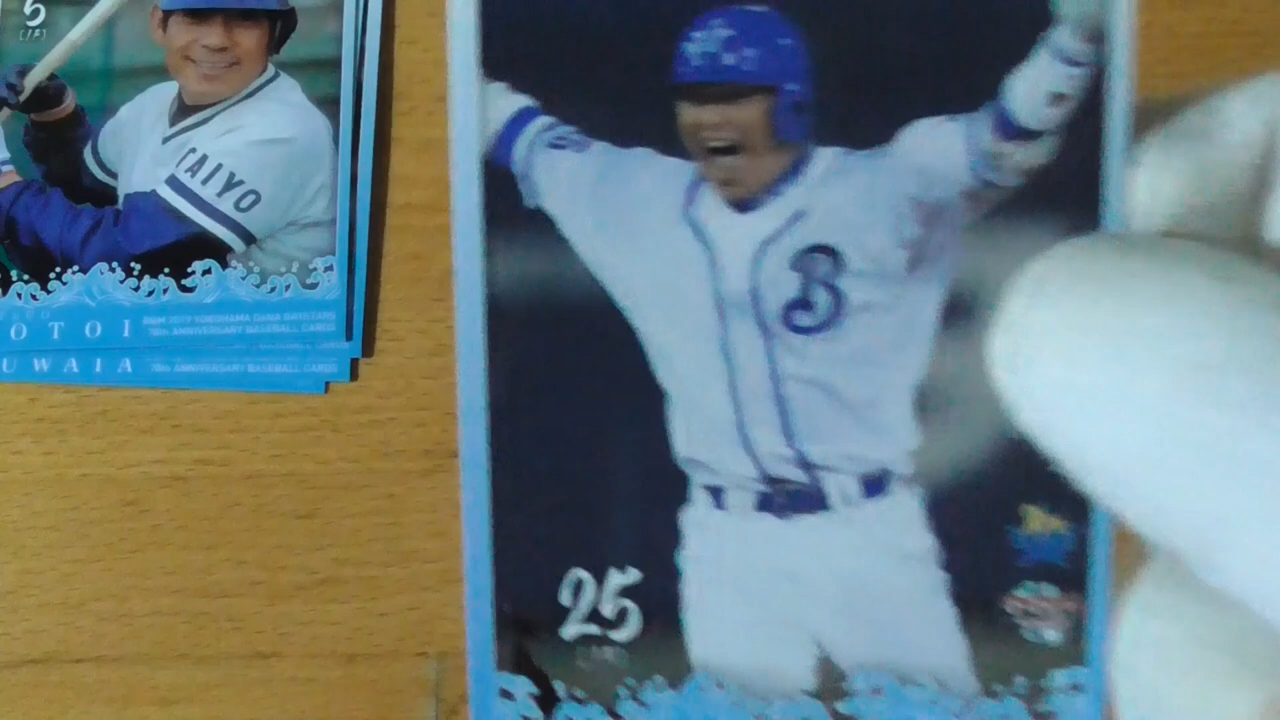 5
TAIYO
OTOI
BBM 2019 YOKOHAMA DeNA BAYSTARS
70th ANNIVERSARY BASEBALL CARDS
UWAIA
70th ANNIVERSARY BASEBALL CARDS
B
25